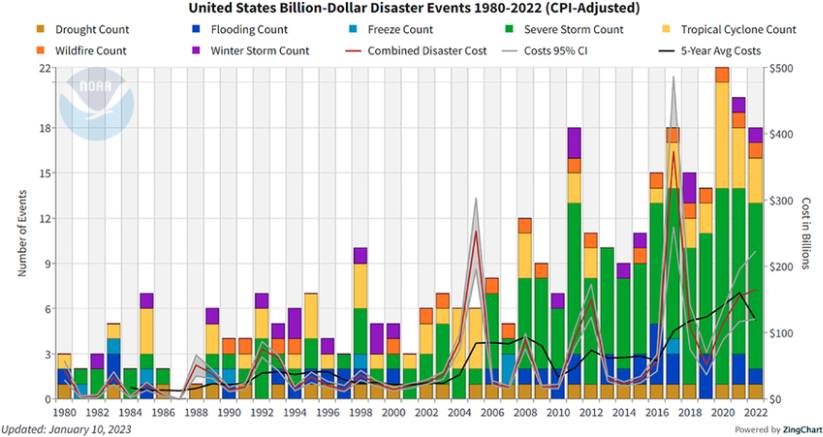 United States Billion-Dollar Disaster Events 1980-2022 (CPI-Adjusted)
Drought Count Flooding Count Freeze Count Severe Storm Count Tropical Cyclone Count
Wildfire Count Winter Storm Count Combined Disaster Cost Costs 95% CI 5-Year Avg Costs
NOAA
Number of Events
22
18
15
12
9
6
3
0
$500
$400
$300
$200
$100
$0
Cost in Billions
1980 1982 1984 1986 1988 1990 1992 1994 1996 1998 2000 2002 2004 2006 2008 2010 2012 2014 2016 2018 2020 2022
Updated: January 10, 2023
Powered by ZingChart